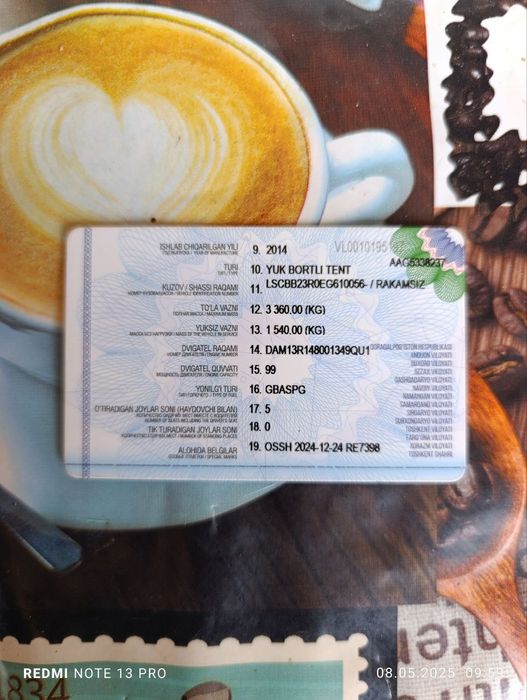 ISHLAB CHIQARILGAN YILI 9. 2014
TURI 10. YUK BORTLI TENT
AAG5338237
KUZOV / SHASSI RAQAMI 11. LSCBB23R0EG610056- / RAKAMSIZ
TO'LA VAZNI 12. 3 360.00 (KG)
YUKSIZ VAZNI 13. 1 540.00 (KG)
DVIGATEL RAQAMI 14. DAM13R148001349QU1
DVIGATEL QUVVATI 15. 99
YONILG'I TURI 16. GBASPG
O'TIRADIGAN JOYLAR SONI (HAYDOVCHI BILAN) 17. 5
TIK TURADIGAN JOYLAR SONI 18. 0
ALOHIDA BELGILAR 19. OSSH 2024-12-24 RE7398
ANDIJON VILOYATI
BUXORO VILOYATI
JIZZAX VILOYATI
QASHQADARYO VILOYATI
NAVOIY VILOYATI
NAMANGAN VILOYATI
SAMARQAND VILOYATI
SIRDARYO VILOYATI
SURXONDARYO VILOYATI
TOSHKENT VILOYATI
FARG'ONA VILOYATI
XORAZM VILOYATI
TOSHKENT SHAHRI
834
REDMI NOTE 13 PRO
08.05.2025 09:59